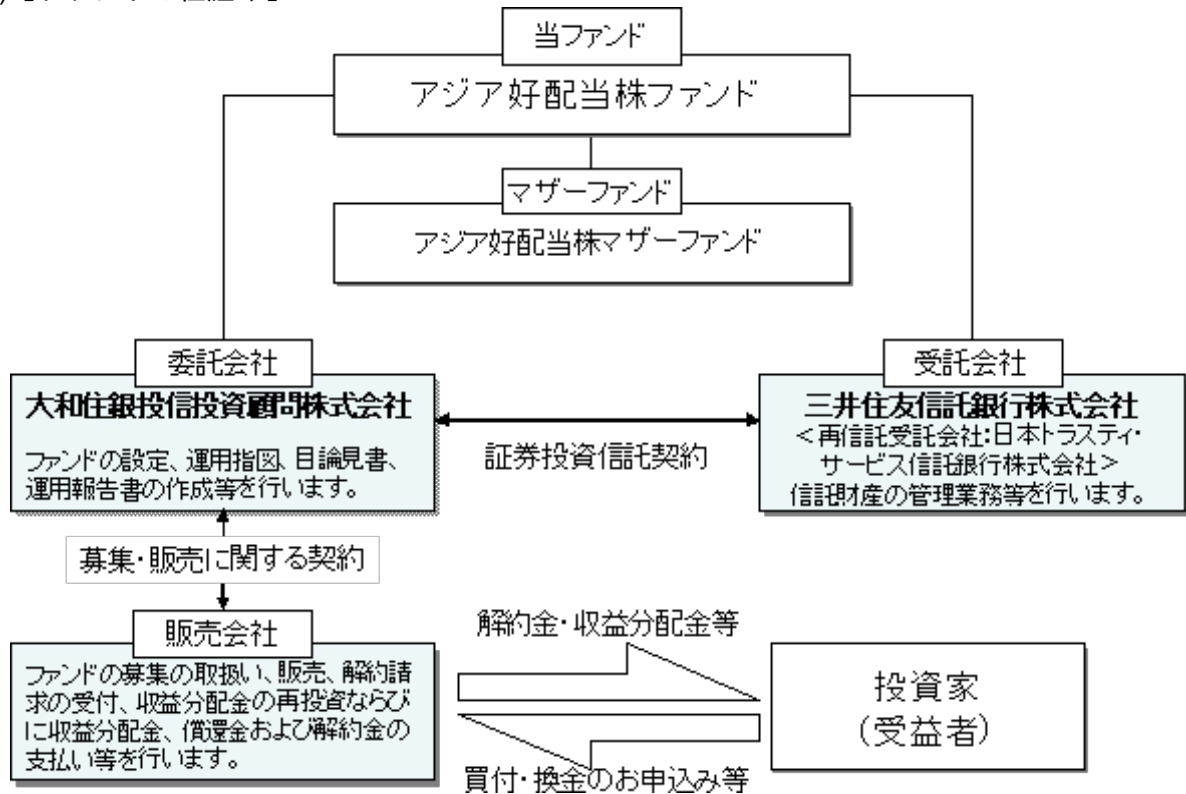 当ファンド
アジア好配当株ファンド
マザーファンド
アジア好配当株マザーファンド
委託会社
大和住銀投信投資顧問株式会社
ファンドの設定、運用指図、目論見書、
運用報告書の作成等を行います。
証券投資信託契約
受託会社
三井住友信託銀行株式会社
＜再信託受託会社:日本トラスティ・
サービス信託銀行株式会社＞
信託財産の管理業務等を行います。
募集・販売に関する契約
販売会社
ファンドの募集の取扱い、販売、解約請
求の受付、収益分配金の再投資ならび
に収益分配金、償還金および解約金の
支払い等を行います。
解約金・収益分配金等
買付・換金のお申込み等
投資家
（受益者）